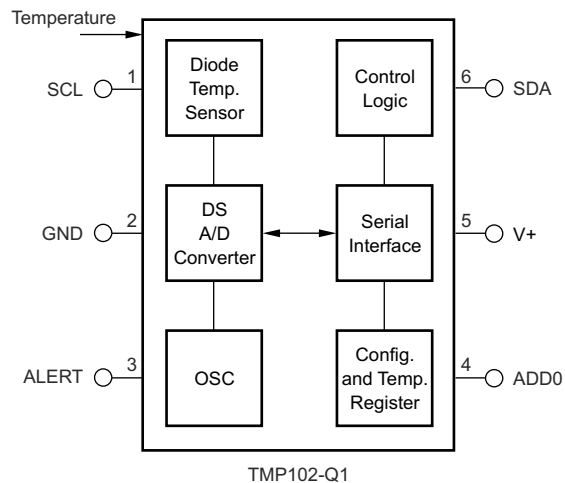 Temperature
1
SCL
Diode
Temp.
Sensor
Control
Logic
6
SDA
2
GND
DS
A/D
Converter
Serial
Interface
5
V+
3
ALERT
OSC
Config.
and Temp.
Register
4
ADD0
TMP102-Q1